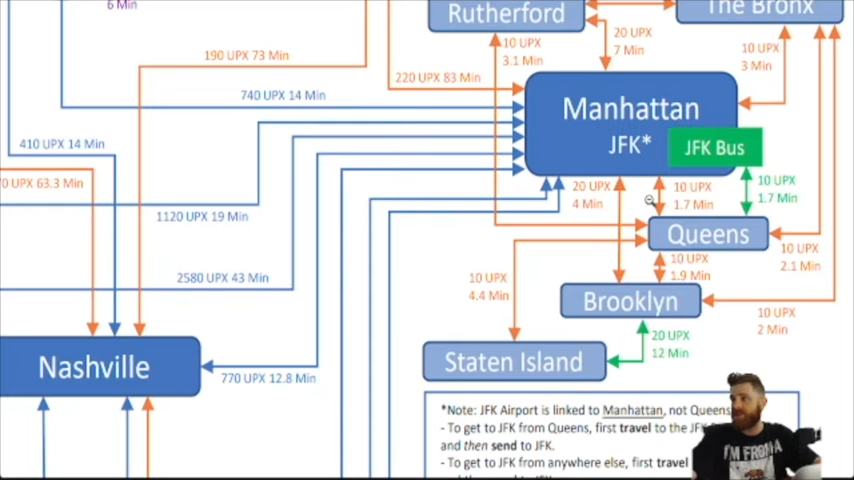 6 Min
Rutherford
The Bronx
190 UPX 73 Min
10 UPX
3.1 Min
20 UPX
7 Min
10 UPX
3 Min
220 UPX 83 Min
740 UPX 14 Min
Manhattan
JFK*
JFK Bus
410 UPX 14 Min
0 UPX 63.3 Min
20 UPX
4 Min
10 UPX
1.7 Min
10 UPX
1.7 Min
1120 UPX 19 Min
Queens
10 UPX
2.1 Min
10 UPX
1.9 Min
2580 UPX 43 Min
10 UPX
4.4 Min
Brooklyn
10 UPX
2 Min
20 UPX
12 Min
Nashville
770 UPX 12.8 Min
Staten Island
*Note: JFK Airport is linked to Manhattan, not Queens
- To get to JFK from Queens, first travel to the JFK
and then send to JFK.
- To get to JFK from anywhere else, first travel
I'M FROM A